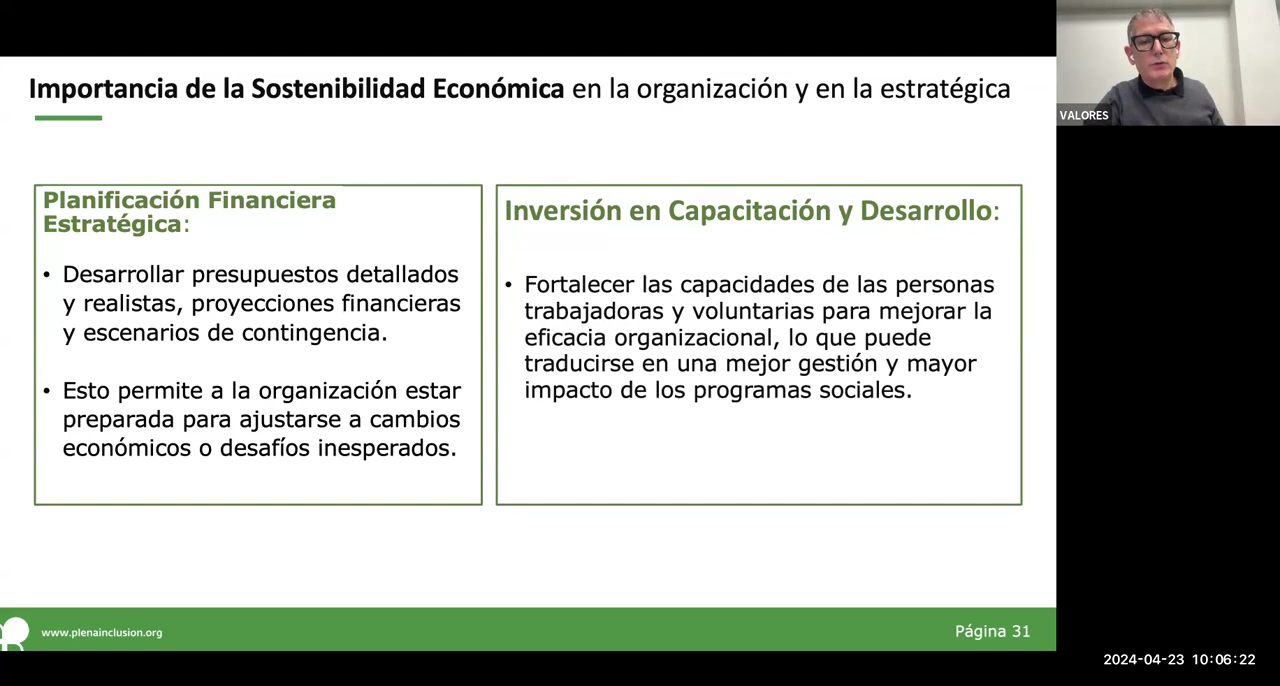 Importancia de la Sostenibilidad Económica en la organización y en la estratégica
Planificación Financiera
Estratégica:
• Desarrollar presupuestos detallados
y realistas, proyecciones financieras
y escenarios de contingencia.
• Esto permite a la organización estar
preparada para ajustarse a cambios
económicos o desafíos inesperados.
Inversión en Capacitación y Desarrollo:
• Fortalecer las capacidades de las personas
trabajadoras y voluntarias para mejorar la
eficacia organizacional, lo que puede
traducirse en una mejor gestión y mayor
impacto de los programas sociales.
www.plenainclusion.org
Página 31
VALORES
2024-04-23 10:06:22